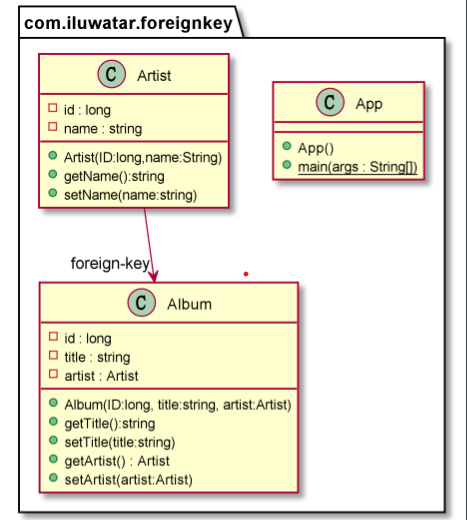 com.iluwatar.foreignkey
C Artist
id : long
name : string
Artist(ID:long,name:String)
getName():string
setName(name:string)
C App
App()
main(args : String[])
foreign-key
C Album
id : long
title : string
artist : Artist
Album(ID:long, title:string, artist:Artist)
getTitle():string
setTitle(title:string)
getArtist() : Artist
setArtist(artist:Artist)